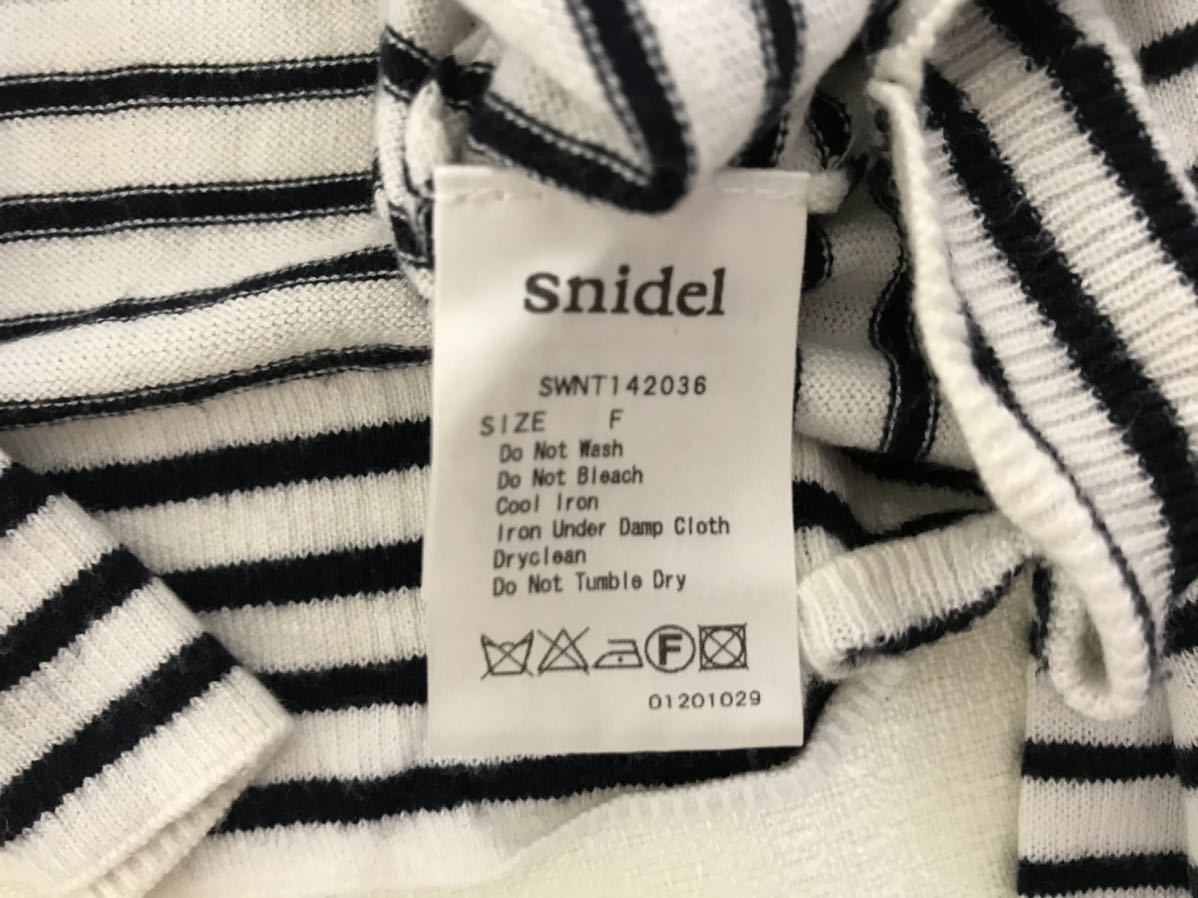 snidel
SWNT142036
SIZE F
Do Not Wash
Do Not Bleach
Cool Iron
Iron Under Damp Cloth
Dryclean
Do Not Tumble Dry
F
01201029